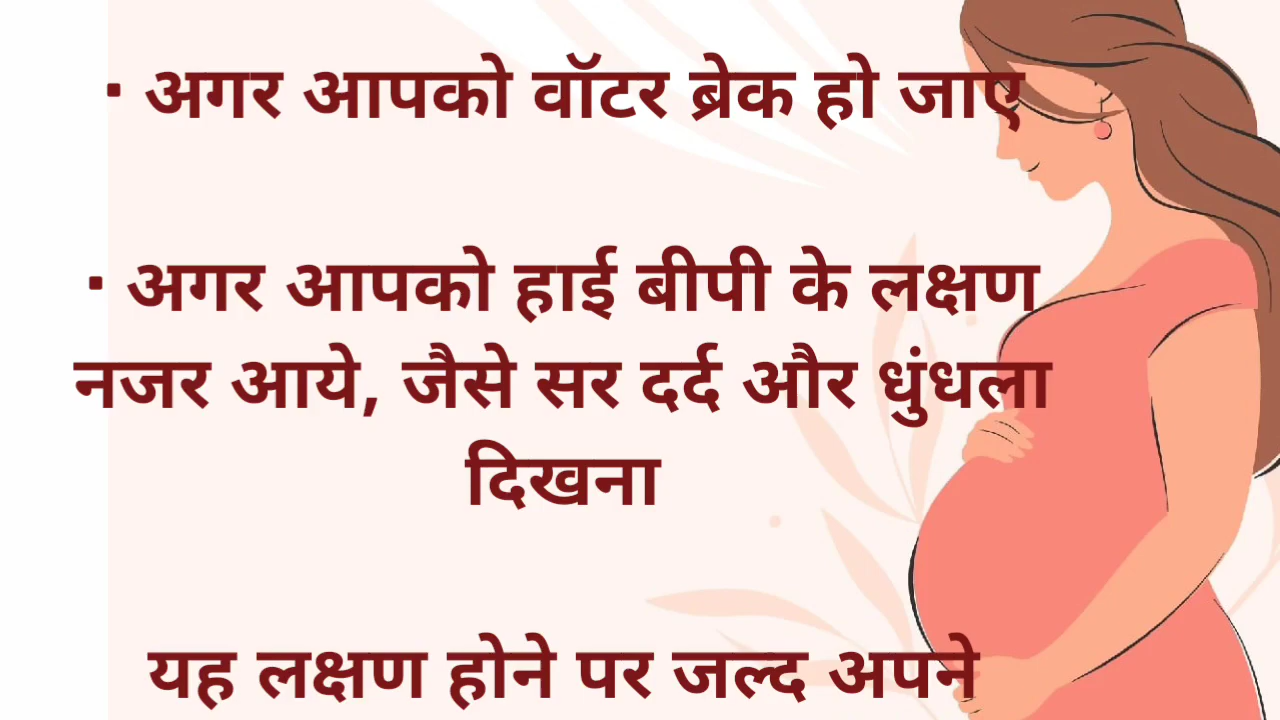 · अगर आपको वॉटर ब्रेक हो जाए
· अगर आपको हाई बीपी के लक्षण
नजर आये, जैसे सर दर्द और धुंधला
दिखना
यह लक्षण होने पर जल्द अपने